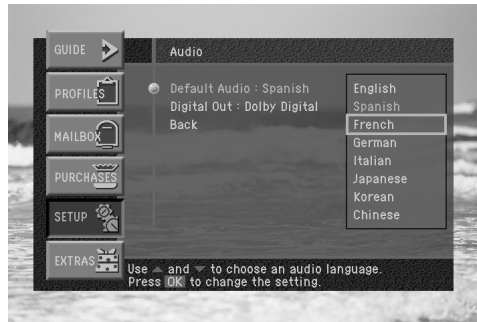 GUIDE
PROFILES
MAILBOX
PURCHASES
SETUP
EXTRAS
Audio
Default Audio : Spanish
Digital Out : Dolby Digital
Back
English
Spanish
French
German
Italian
Japanese
Korean
Chinese
Use and to choose an audio language.
Press OK to change the setting.